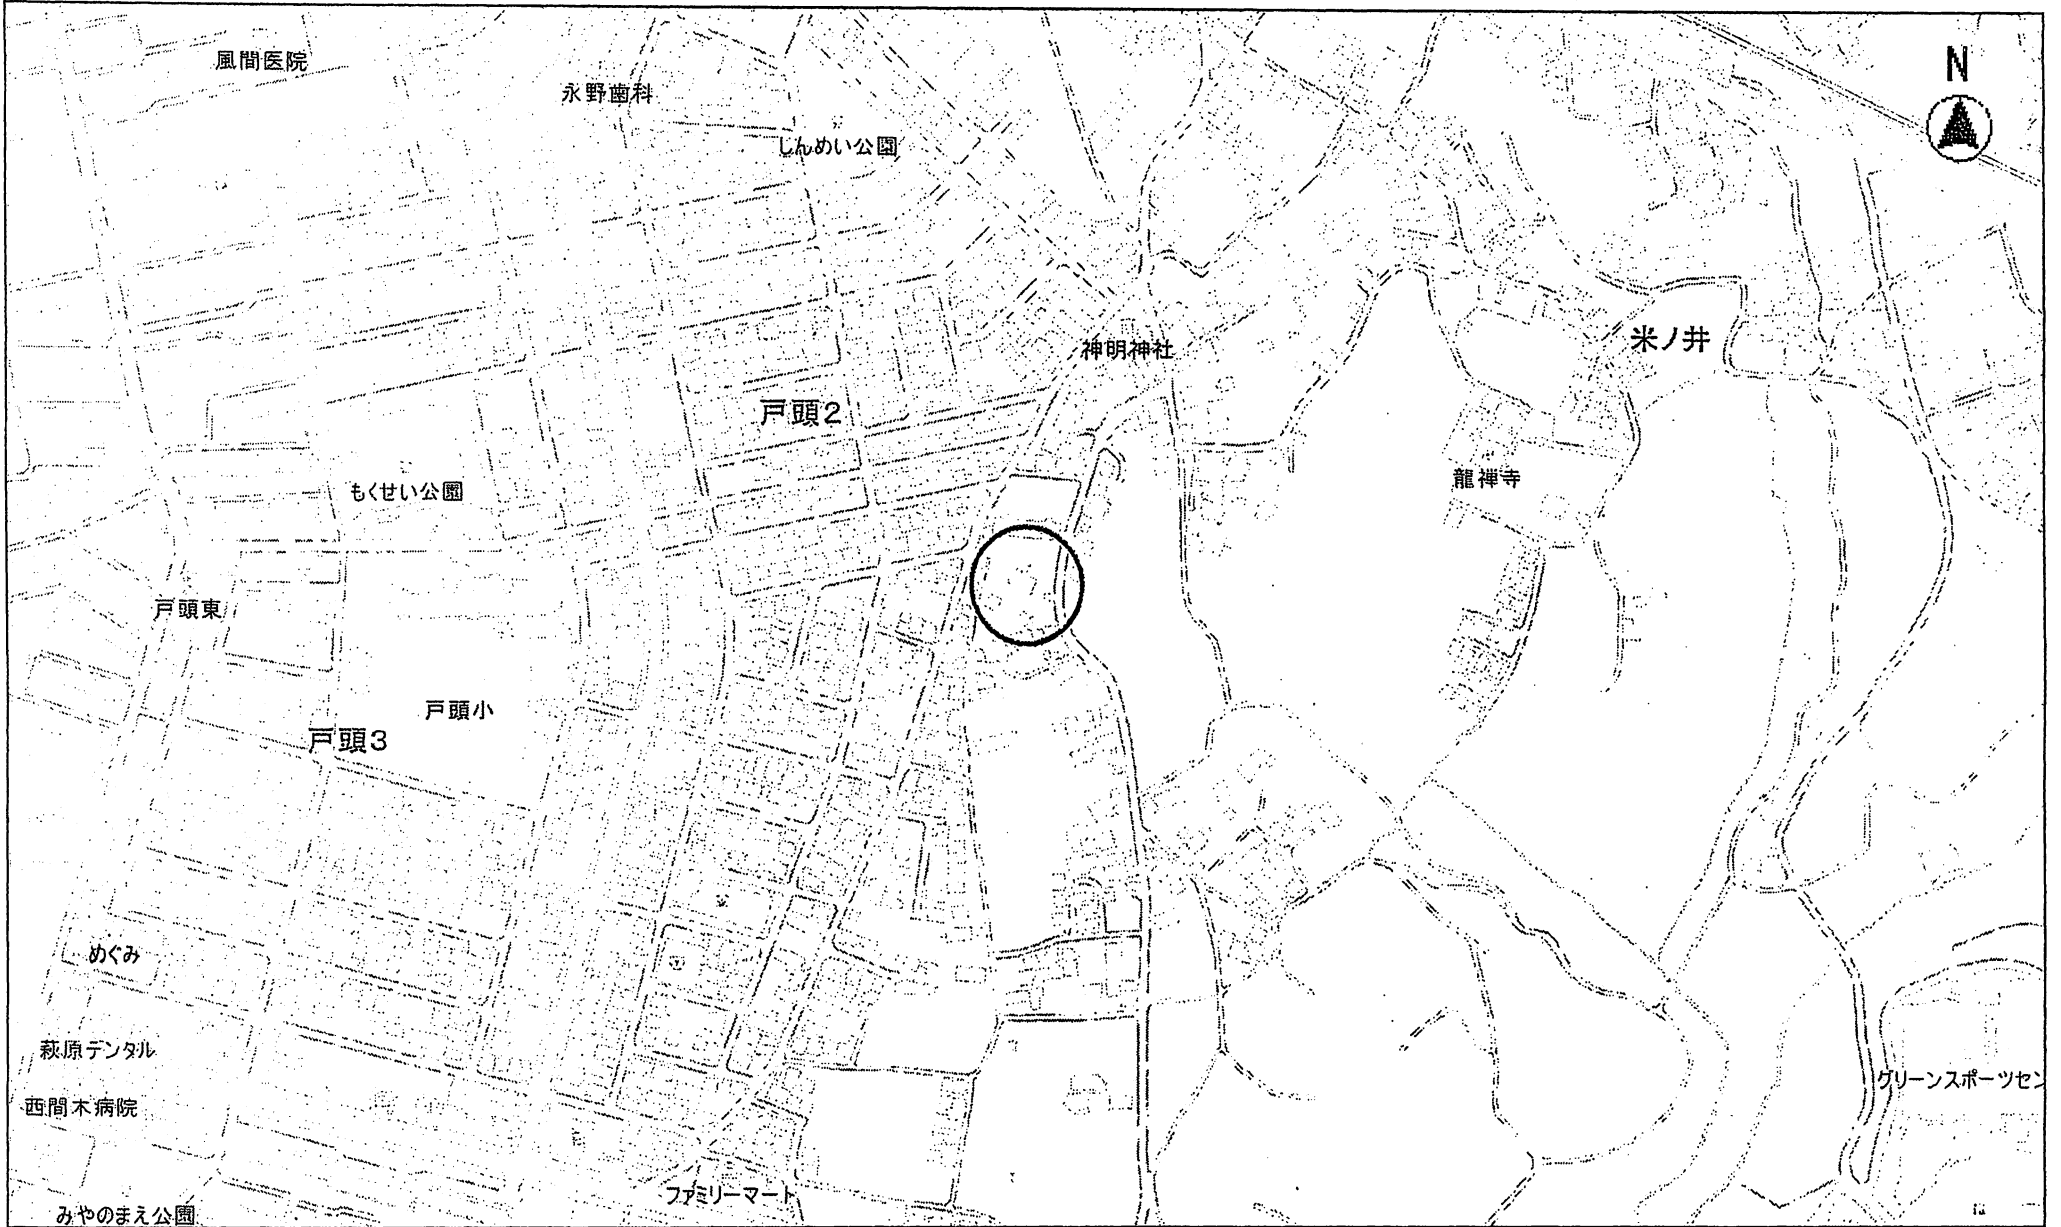 風間医院
N
永野歯科
じんめい公園
米ノ井
神明神社
戸頭2
龍禅寺
もくせい公園
戸頭東
戸頭小
戸頭3
めぐみ
萩原デンタル
グリーンスポーツセン
西間木病院
ファミリーマート
みやのまえ公園